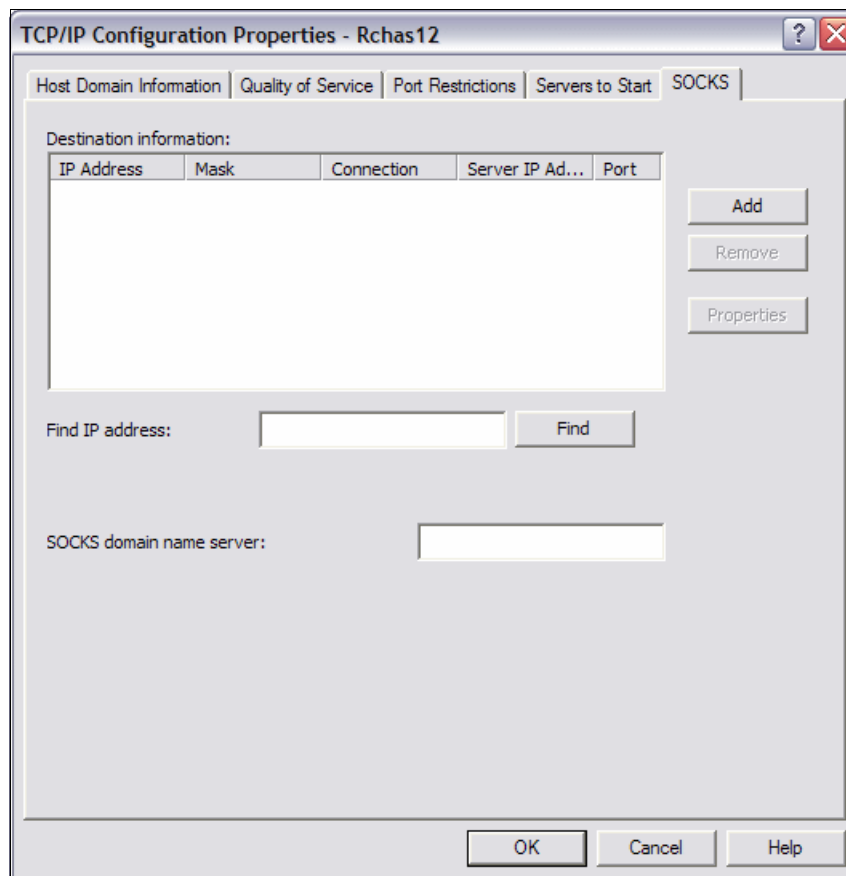 TCP/IP Configuration Properties - Rchas12
?
Host Domain Information Quality of Service Port Restrictions Servers to Start SOCKS
Destination information:
IP Address Mask Connection Server IP Ad... Port
Add
Remove
Properties
Find IP address: Find
SOCKS domain name server:
OK Cancel Help